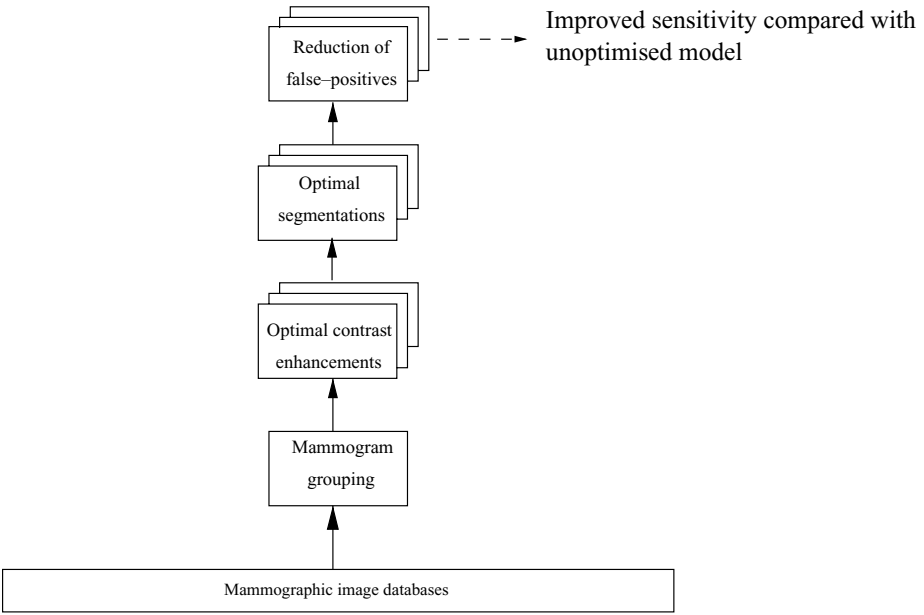 Reduction of
false–positives
Improved sensitivity compared with
unoptimised model
Optimal
segmentations
Optimal contrast
enhancements
Mammogram
grouping
Mammographic image databases